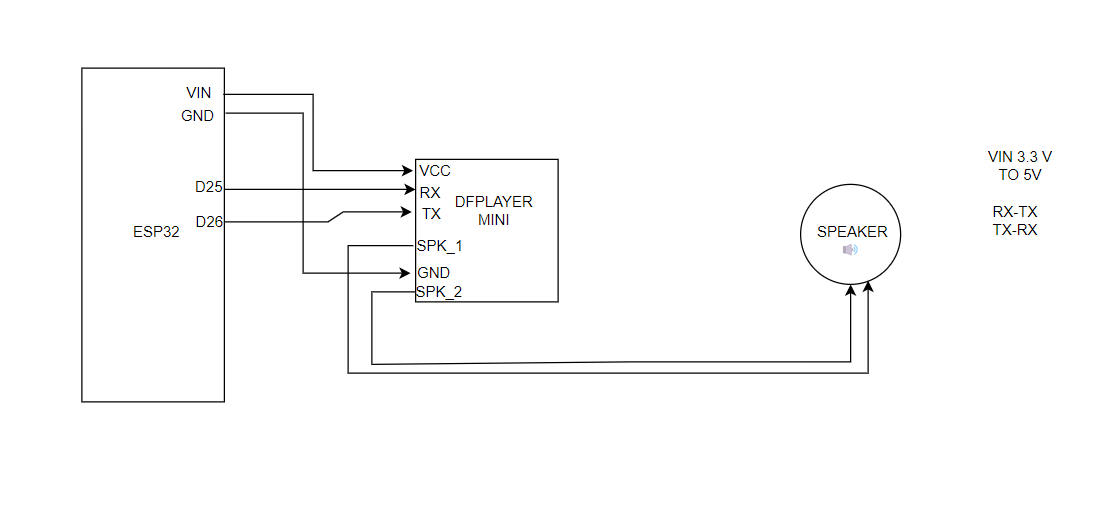 VIN
GND
D25
D26
ESP32
VCC
RX
TX
DFPLAYER
MINI
SPK_1
GND
SPK_2
SPEAKER
VIN 3.3 V
TO 5V
RX-TX
TX-RX